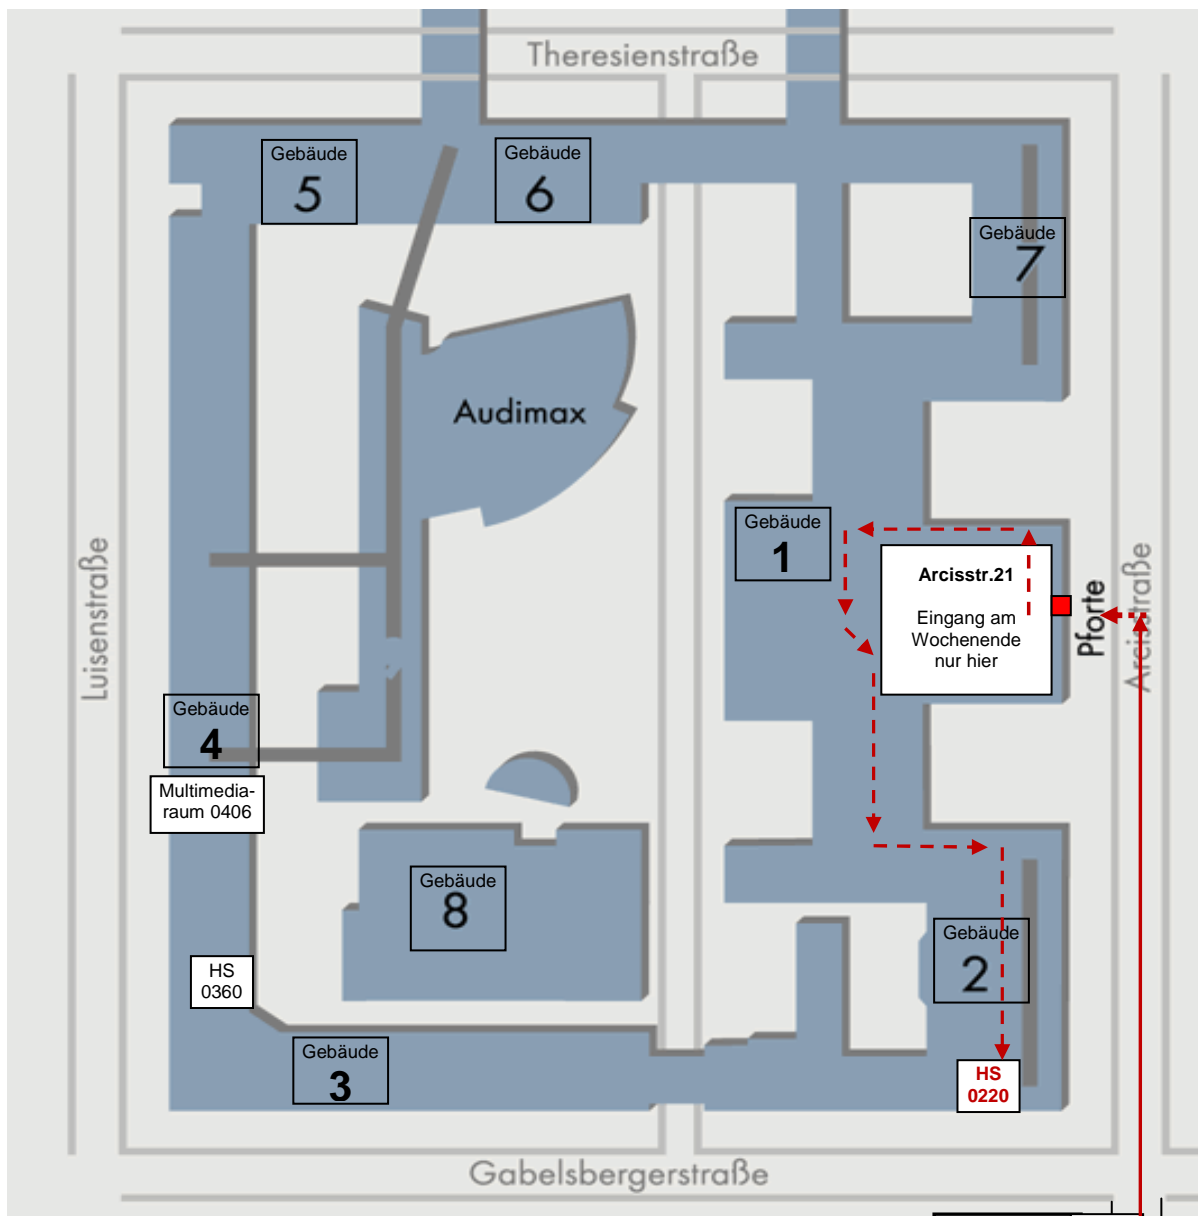 Theresienstraße
Gebäude
5
Gebäude
6
Gebäude
7
Audimax
Gebäude
1
Arcisstr.21
Eingang am
Wochenende
nur hier
Pforte
Arcisstraße
Luisenstraße
Gebäude
4
Multimedia-
raum 0406
Gebäude
8
Gebäude
2
HS
0360
Gebäude
3
HS
0220
Gabelsbergerstraße